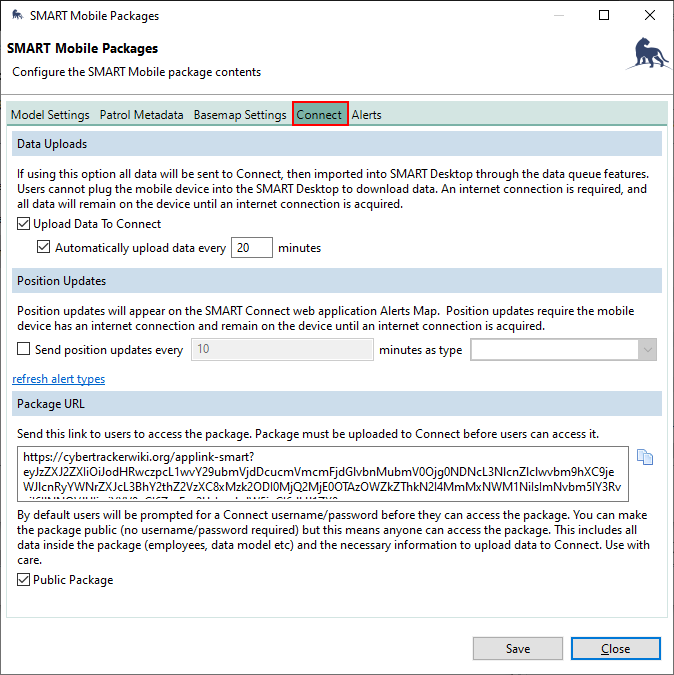 SMART Mobile Packages
SMART Mobile Packages
Configure the SMART Mobile package contents
Model Settings Patrol Metadata Basemap Settings Connect Alerts
Data Uploads
If using this option all data will be sent to Connect, then imported into SMART Desktop through the data queue features.
Users cannot plug the mobile device into the SMART Desktop to download data. An internet connection is required, and
all data will remain on the device until an internet connection is acquired.
Upload Data To Connect
Automatically upload data every 20 minutes
Position Updates
Position updates will appear on the SMART Connect web application Alerts Map. Position updates require the mobile
device has an internet connection and remain on the device until an internet connection is acquired.
Send position updates every 10 minutes as type
refresh alert types
Package URL
Send this link to users to access the package. Package must be uploaded to Connect before users can access it.
https://cybertrackerwiki.org/applink-smart?
By default users will be prompted for a Connect username/password before they can access the package. You can make
the package public (no username/password required) but this means anyone can access the package. This includes all
data inside the package (employees, data model etc) and the necessary information to upload data to Connect. Use with
care.
Public Package
Save Close